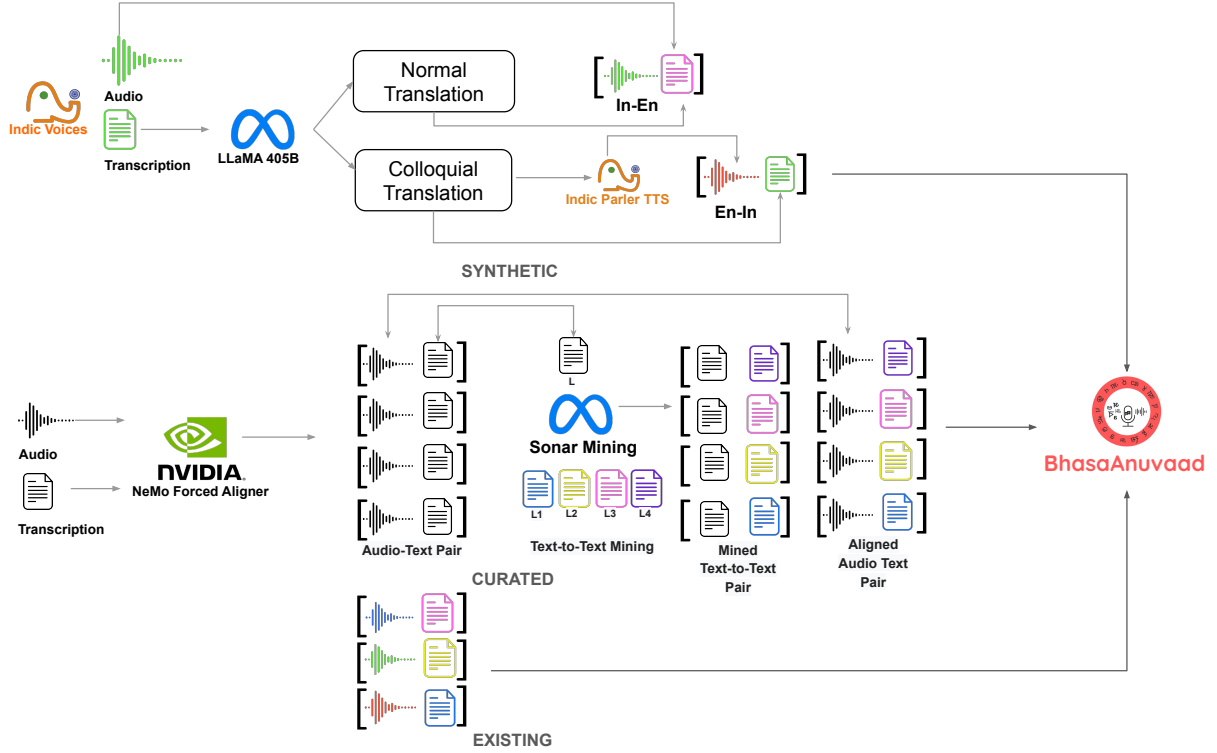 Indic Voices
Audio
Transcription
LLaMA 405B
Normal
Translation
Colloquial
Translation
In-En
Indic Parler TTS
En-In
SYNTHETIC
Audio
Transcription
NVIDIA.
NeMo Forced Aligner
Audio-Text Pair
L
Sonar Mining
L1
L2
L3
L4
Text-to-Text Mining
Mined
Text-to-Text
Pair
Aligned
Audio Text
Pair
BhasaAnuvaad
CURATED
EXISTING